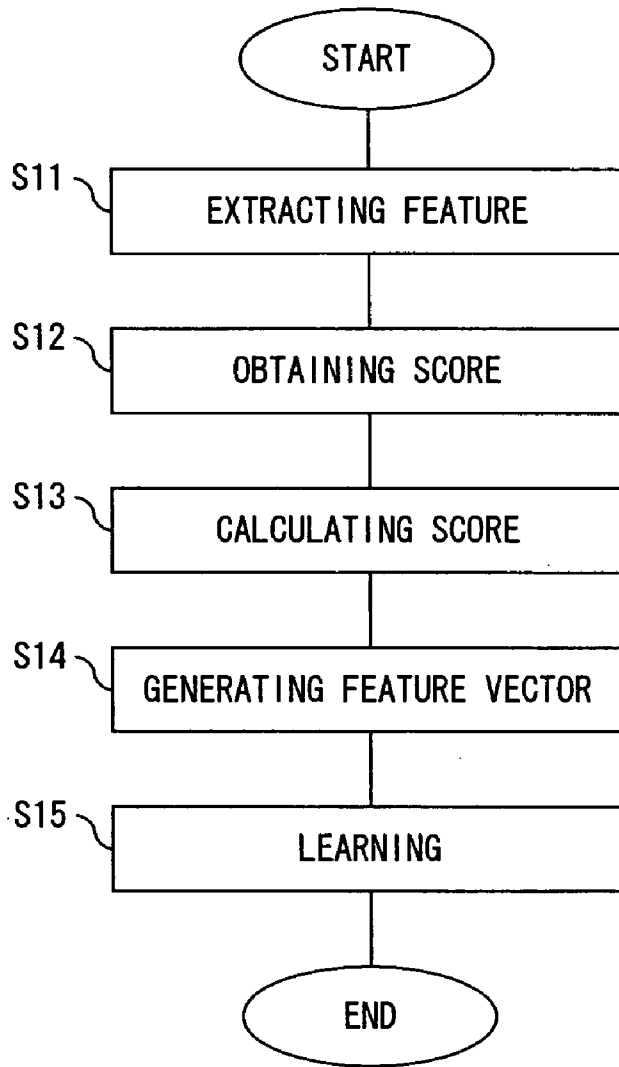 START
S11
EXTRACTING FEATURE
S12
OBTAINING SCORE
S13
CALCULATING SCORE
S14
GENERATING FEATURE VECTOR
S15
LEARNING
END